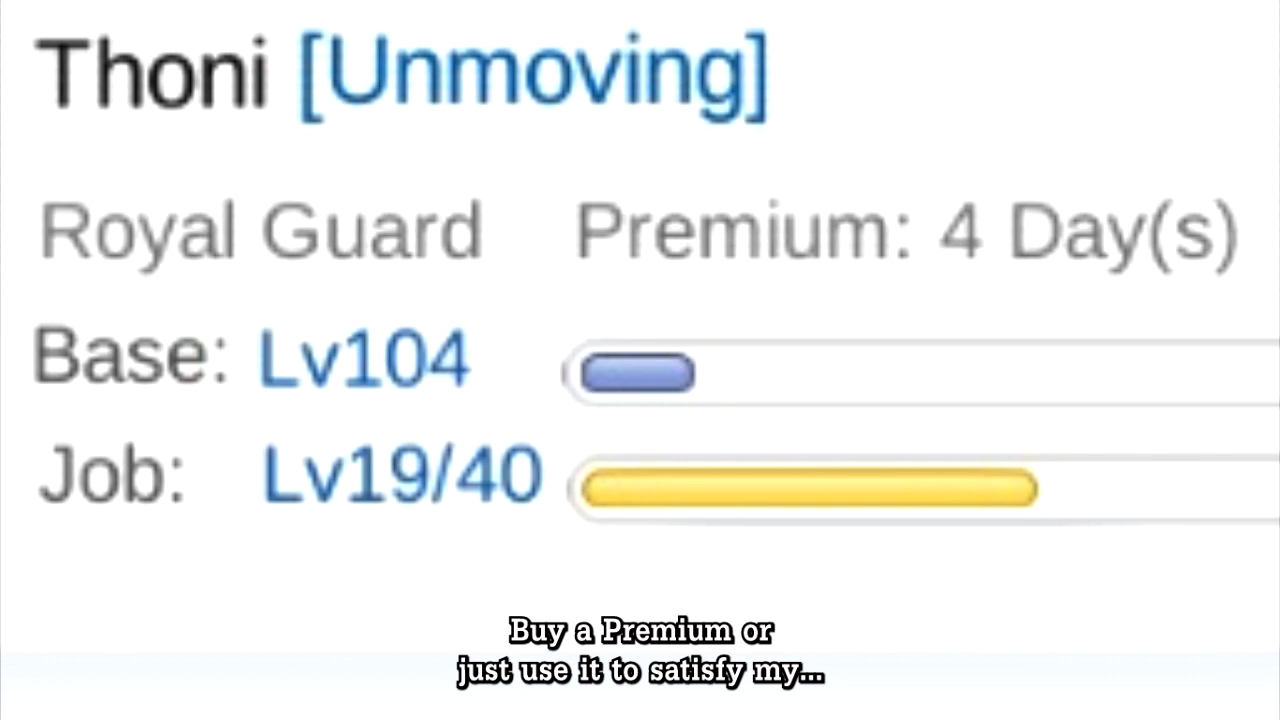 Thoni [Unmoving]
Royal Guard Premium: 4 Day(s)
Base: Lv104
Job: Lv19/40
Buy a Premium or
just use it to satisfy my...